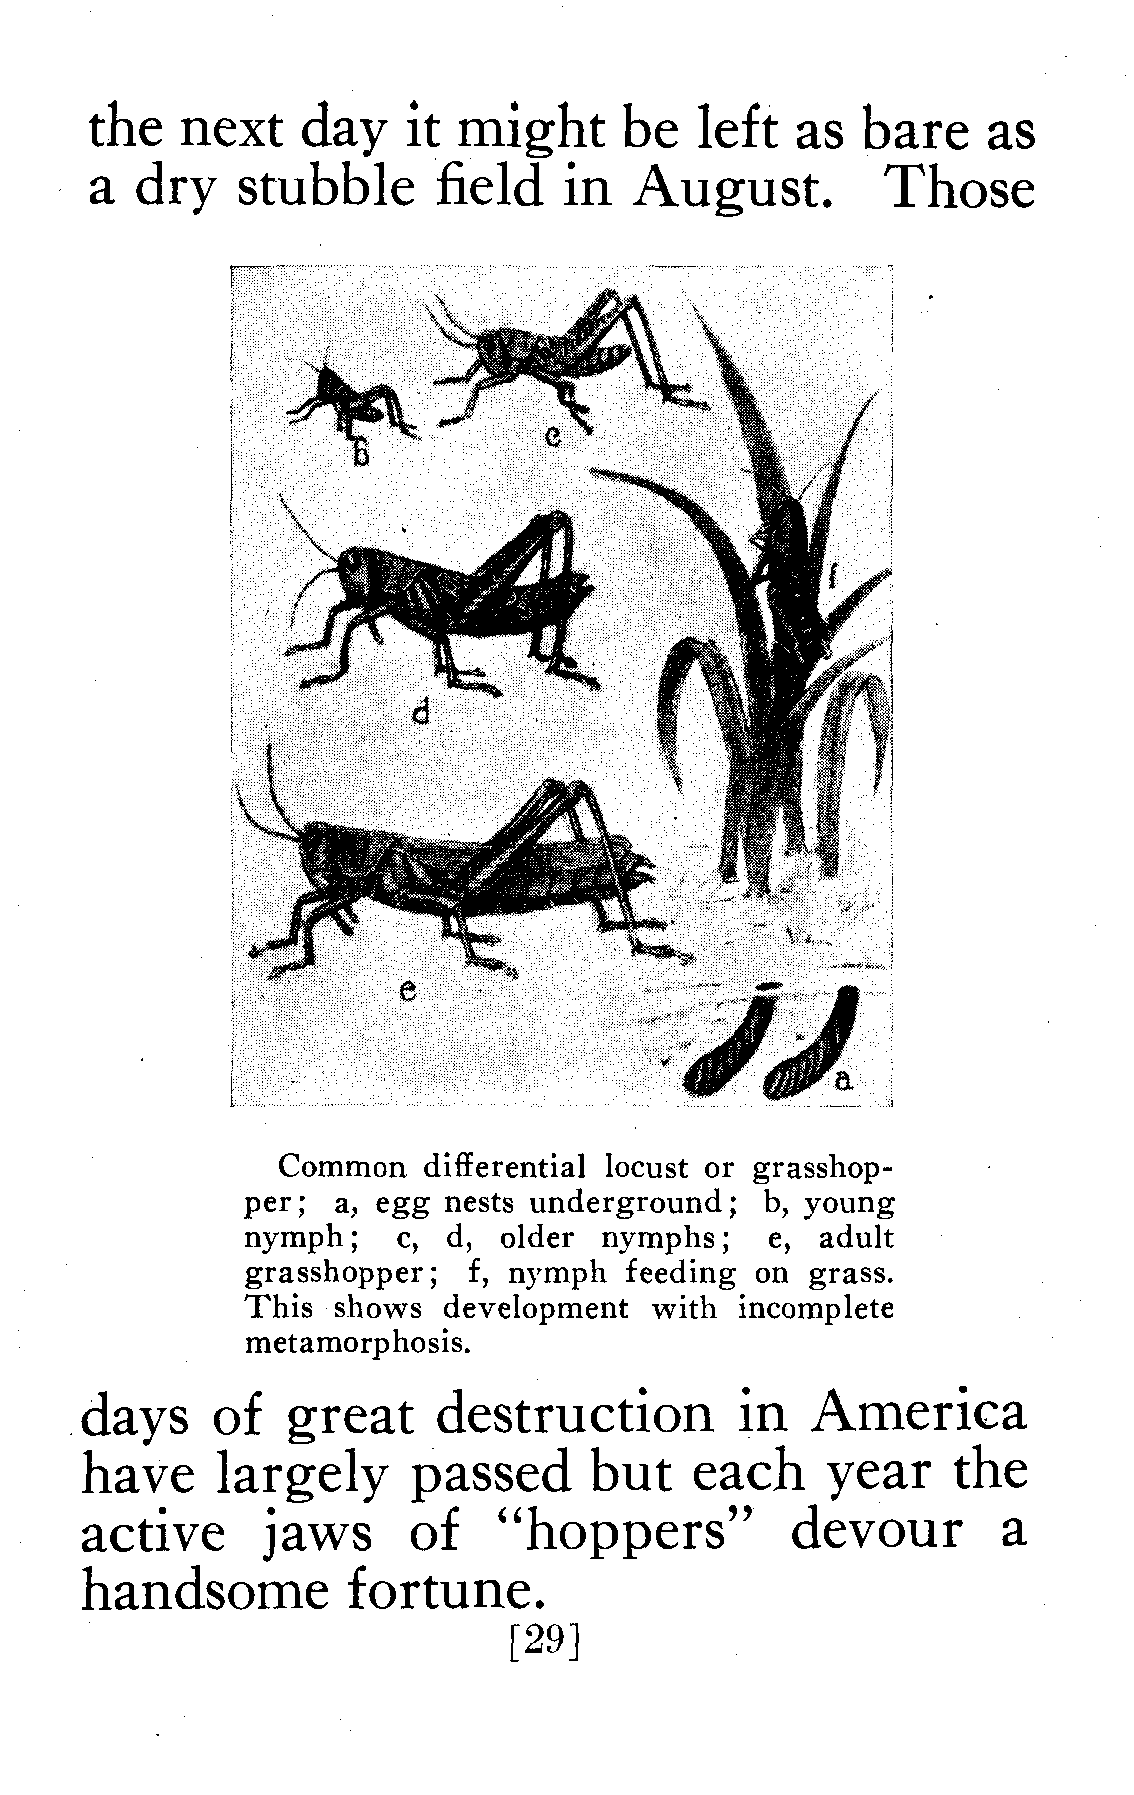 the next day it might be left as bare as
a dry stubble field in August. Those
b
c
f
d
e
a
Common differential locust or grasshop-
per; a, egg nests underground; b, young
nymph; c, d, older nymphs; e, adult
grasshopper; f, nymph feeding on grass.
This shows development with incomplete
metamorphosis.
days of great destruction in America
have largely passed but each year the
active jaws of "hoppers" devour a
handsome fortune.
[29]